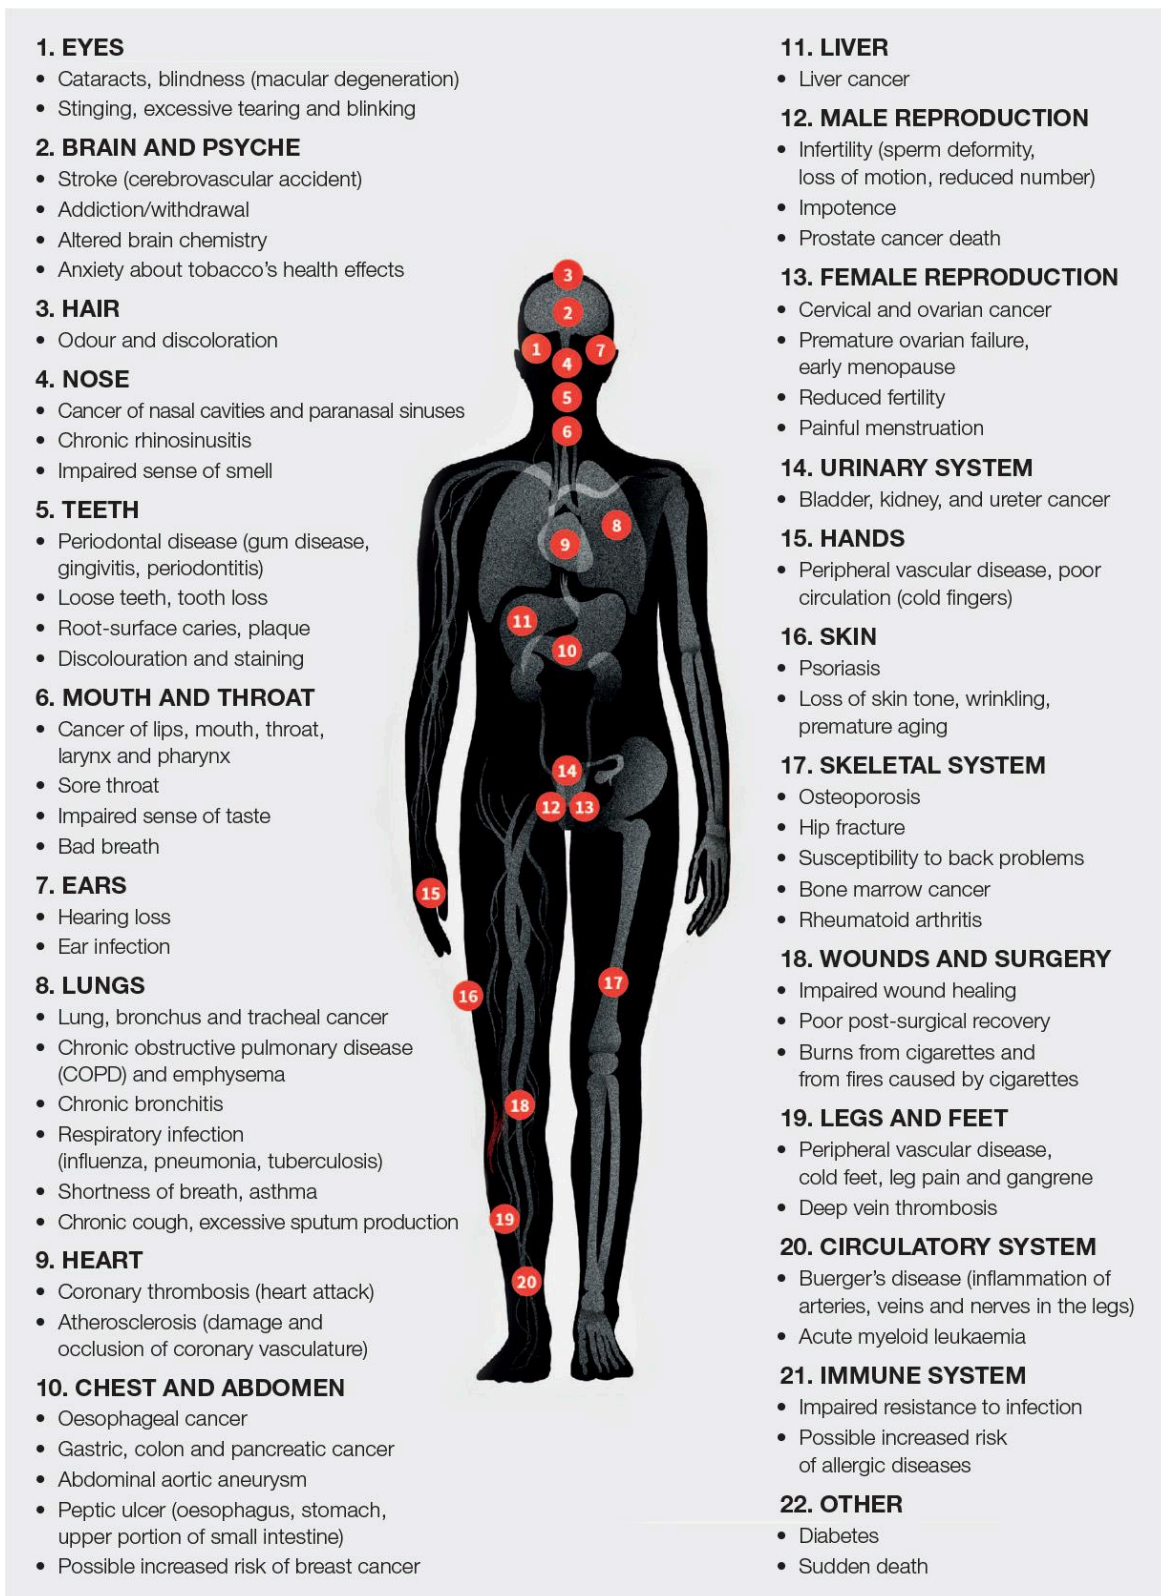 1. EYES
• Cataracts, blindness (macular degeneration)
• Stinging, excessive tearing and blinking
2. BRAIN AND PSYCHE
• Stroke (cerebrovascular accident)
• Addiction/withdrawal
• Altered brain chemistry
• Anxiety about tobacco's health effects
3. HAIR
• Odour and discoloration
4. NOSE
• Cancer of nasal cavities and paranasal sinuses
• Chronic rhinosinusitis
• Impaired sense of smell
5. TEETH
• Periodontal disease (gum disease,
gingivitis, periodontitis)
• Loose teeth, tooth loss
• Root-surface caries, plaque
• Discolouration and staining
6. MOUTH AND THROAT
• Cancer of lips, mouth, throat,
larynx and pharynx
• Sore throat
• Impaired sense of taste
• Bad breath
7. EARS
• Hearing loss
• Ear infection
8. LUNGS
• Lung, bronchus and tracheal cancer
• Chronic obstructive pulmonary disease
(COPD) and emphysema
• Chronic bronchitis
• Respiratory infection
(influenza, pneumonia, tuberculosis)
• Shortness of breath, asthma
• Chronic cough, excessive sputum production
9. HEART
• Coronary thrombosis (heart attack)
• Atherosclerosis (damage and
occlusion of coronary vasculature)
10. CHEST AND ABDOMEN
• Oesophageal cancer
• Gastric, colon and pancreatic cancer
• Abdominal aortic aneurysm
• Peptic ulcer (oesophagus, stomach,
upper portion of small intestine)
• Possible increased risk of breast cancer
3
2
1
7
4
5
6
8
9
11
10
14
12
13
15
16
17
18
19
20
11. LIVER
• Liver cancer
12. MALE REPRODUCTION
• Infertility (sperm deformity,
loss of motion, reduced number)
• Impotence
• Prostate cancer death
13. FEMALE REPRODUCTION
• Cervical and ovarian cancer
• Premature ovarian failure,
early menopause
• Reduced fertility
• Painful menstruation
14. URINARY SYSTEM
• Bladder, kidney, and ureter cancer
15. HANDS
• Peripheral vascular disease, poor
circulation (cold fingers)
16. SKIN
• Psoriasis
• Loss of skin tone, wrinkling,
premature aging
17. SKELETAL SYSTEM
• Osteoporosis
• Hip fracture
• Susceptibility to back problems
• Bone marrow cancer
• Rheumatoid arthritis
18. WOUNDS AND SURGERY
• Impaired wound healing
• Poor post-surgical recovery
• Burns from cigarettes and
from fires caused by cigarettes
19. LEGS AND FEET
• Peripheral vascular disease,
cold feet, leg pain and gangrene
• Deep vein thrombosis
20. CIRCULATORY SYSTEM
• Buerger's disease (inflammation of
arteries, veins and nerves in the legs)
• Acute myeloid leukaemia
21. IMMUNE SYSTEM
• Impaired resistance to infection
• Possible increased risk
of allergic diseases
22. OTHER
• Diabetes
• Sudden death